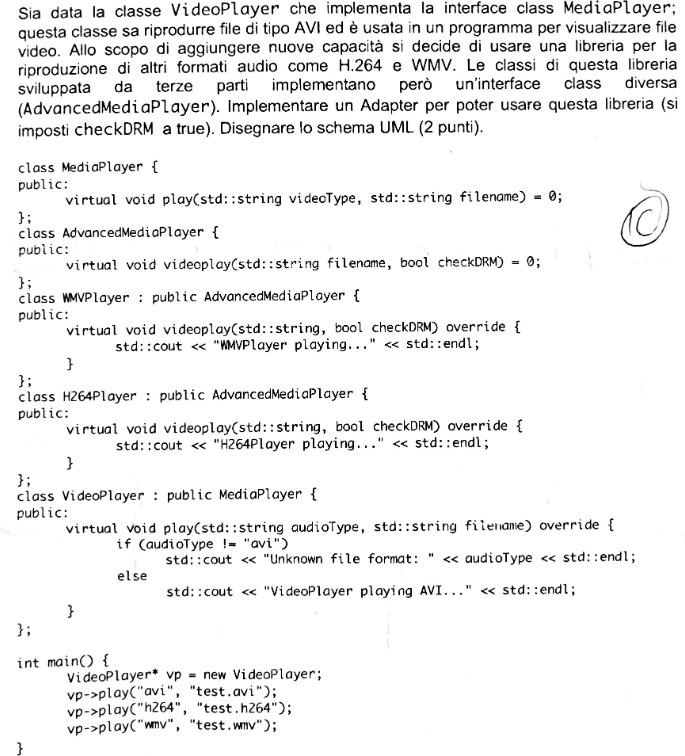 Sia data la classe VideoPlayer che implementa la interface class MediaPlayer;
questa classe sa riprodurre file di tipo AVI ed è usata in un programma per visualizzare file
video. Allo scopo di aggiungere nuove capacità si decide di usare una libreria per la
riproduzione di altri formati audio come H.264 e WMV. Le classi di questa libreria
sviluppata da terze parti implementano però un'interface class diversa
(AdvancedMediaPlayer). Implementare un Adapter per poter usare questa libreria (si
imposti checkDRM a true). Disegnare lo schema UML (2 punti).
class MediaPlayer {
public:
virtual void play(std::string videoType, std::string filename) = 0;
};
C
class AdvancedMediaPlayer {
public:
virtual void videoplay(std::string filename, bool checkDRM) = 0;
};
class WMVPlayer : public AdvancedMediaPlayer {
public:
virtual void videoplay(std::string, bool checkDRM) override {
std::cout << "WMVPlayer playing..." << std::endl;
}
};
class H264Player : public AdvancedMediaPlayer {
public:
virtual void videoplay(std::string, bool checkDRM) override {
std::cout << "H264Player playing..." << std::endl;
}
};
class VideoPlayer : public MediaPlayer {
public:
virtual void play(std::string audioType, std::string filename) override {
if (audioType != "avi")
std::cout << "Unknown file format: " << audioType << std::endl;
else
std::cout << "VideoPlayer playing AVI..." << std::endl;
}
};
int main() {
VideoPlayer* vp = new VideoPlayer;
vp->play("avi", "test.avi");
vp->play("h264", "test.h264");
vp->play("wmv", "test.wmv");
}